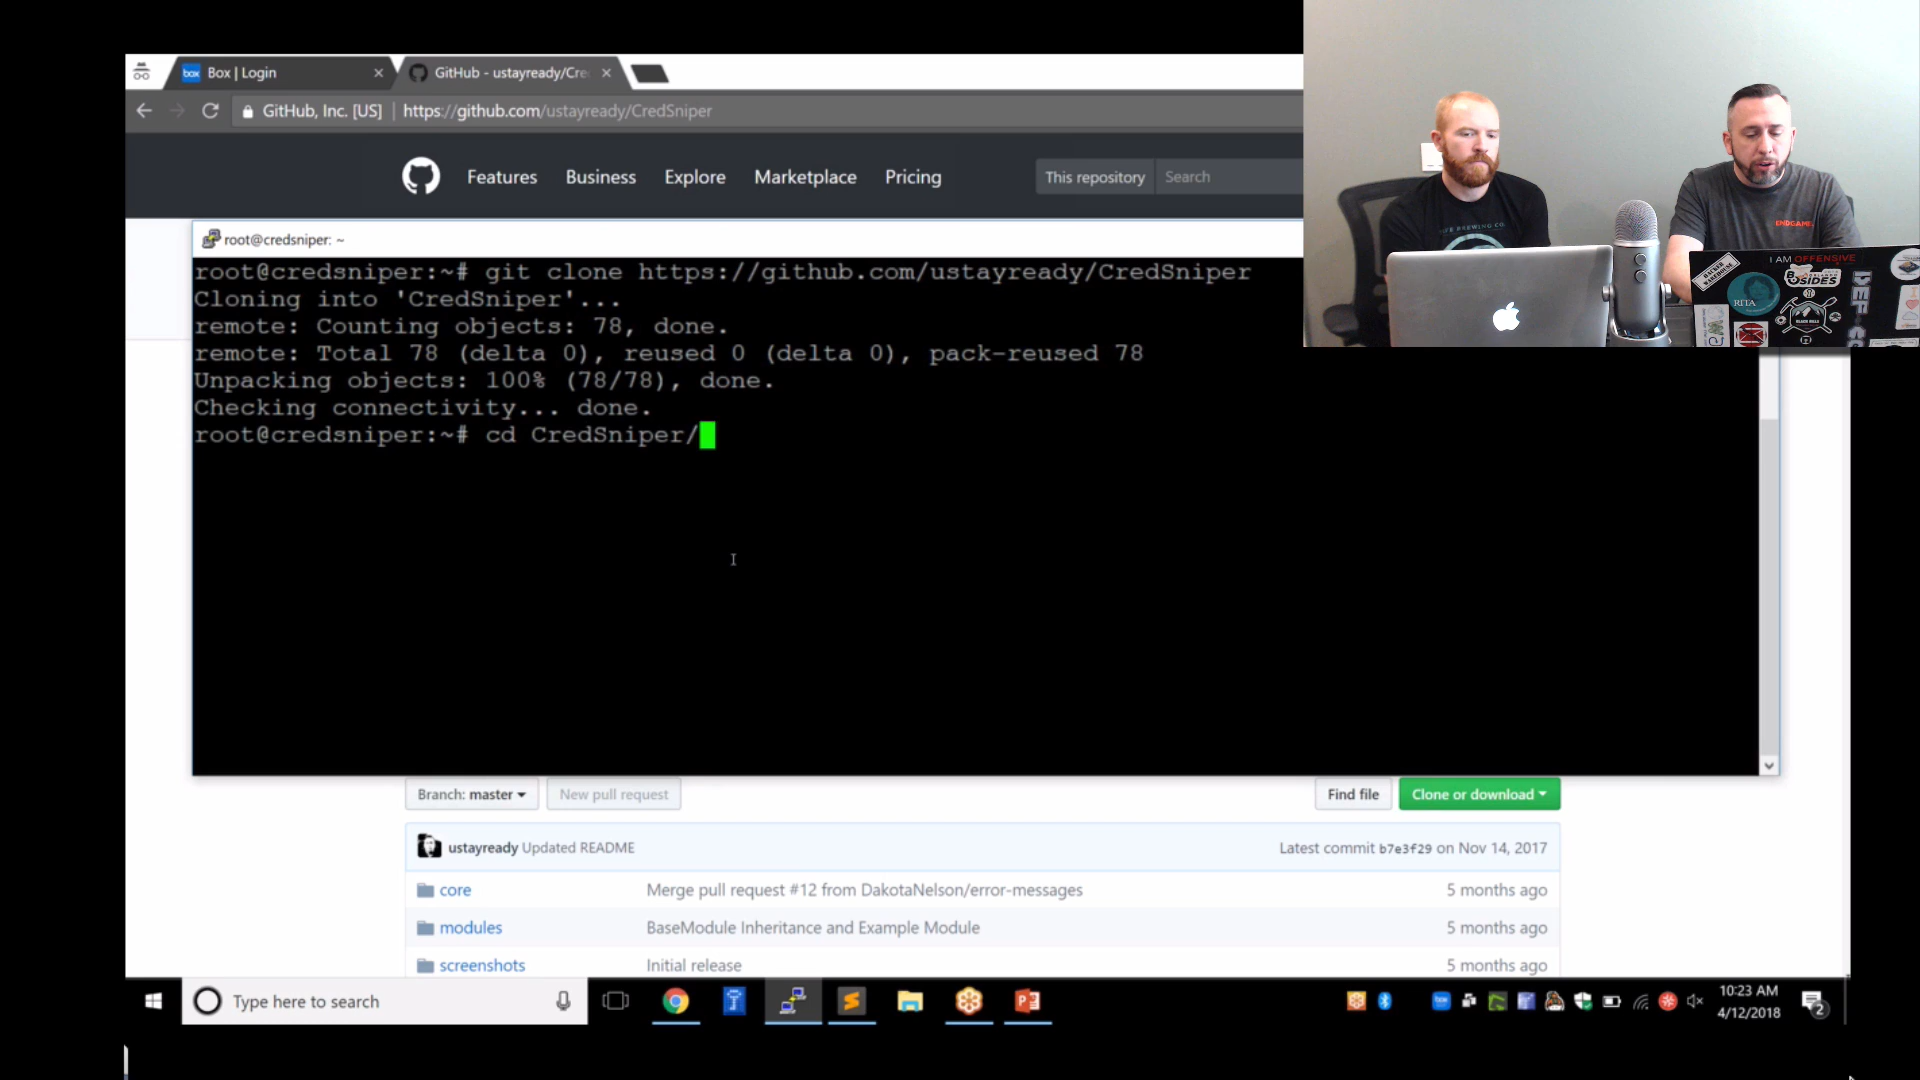 box Box | Login
GitHub - ustayready/Cre
GitHub, Inc. [US] | https://github.com/ustayready/CredSniper
Features Business Explore Marketplace Pricing
This repository Search
root@credsniper: ~
root@credsniper:~# git clone https://github.com/ustayready/CredSniper
Cloning into 'CredSniper'...
remote: Counting objects: 78, done.
remote: Total 78 (delta 0), reused 0 (delta 0), pack-reused 78
Unpacking objects: 100% (78/78), done.
Checking connectivity... done.
root@credsniper:~# cd CredSniper/
ENDGAME.
I AM OFFENSIVE
BSIDES
RITA
DEF CO
Branch: master
New pull request
Find file
Clone or download
ustayready Updated README
Latest commit b7e3f29 on Nov 14, 2017
core Merge pull request #12 from DakotaNelson/error-messages 5 months ago
modules BaseModule Inheritance and Example Module 5 months ago
screenshots Initial release 5 months ago
Type here to search
10:23 AM
4/12/2018
2